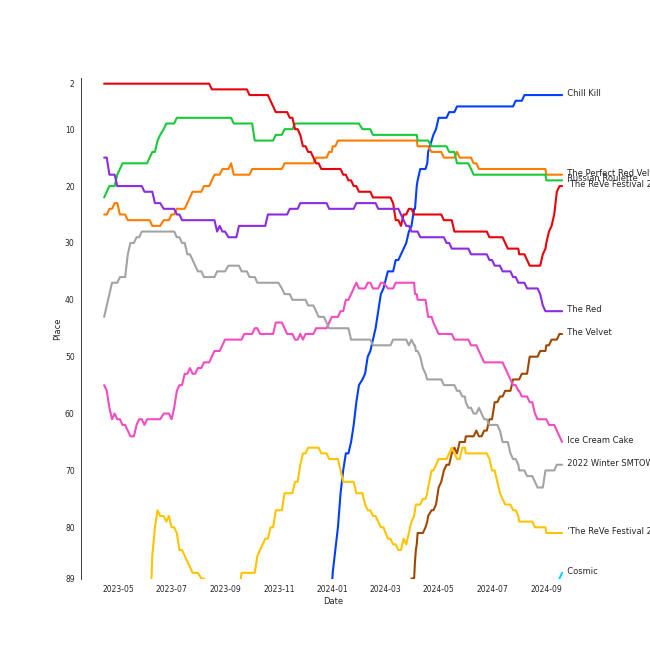 2
Chill Kill
10
The Perfect Red Vel
Russian Roulette
20
'The ReVe Festival 2
30
40
The Red
The Velvet
50
Place
60
Ice Cream Cake
2022 Winter SMTOW
70
80
'The ReVe Festival 2
Cosmic
89
2023-05
2023-07
2023-09
2023-11
2024-01
2024-03
2024-05
2024-07
2024-09
Date